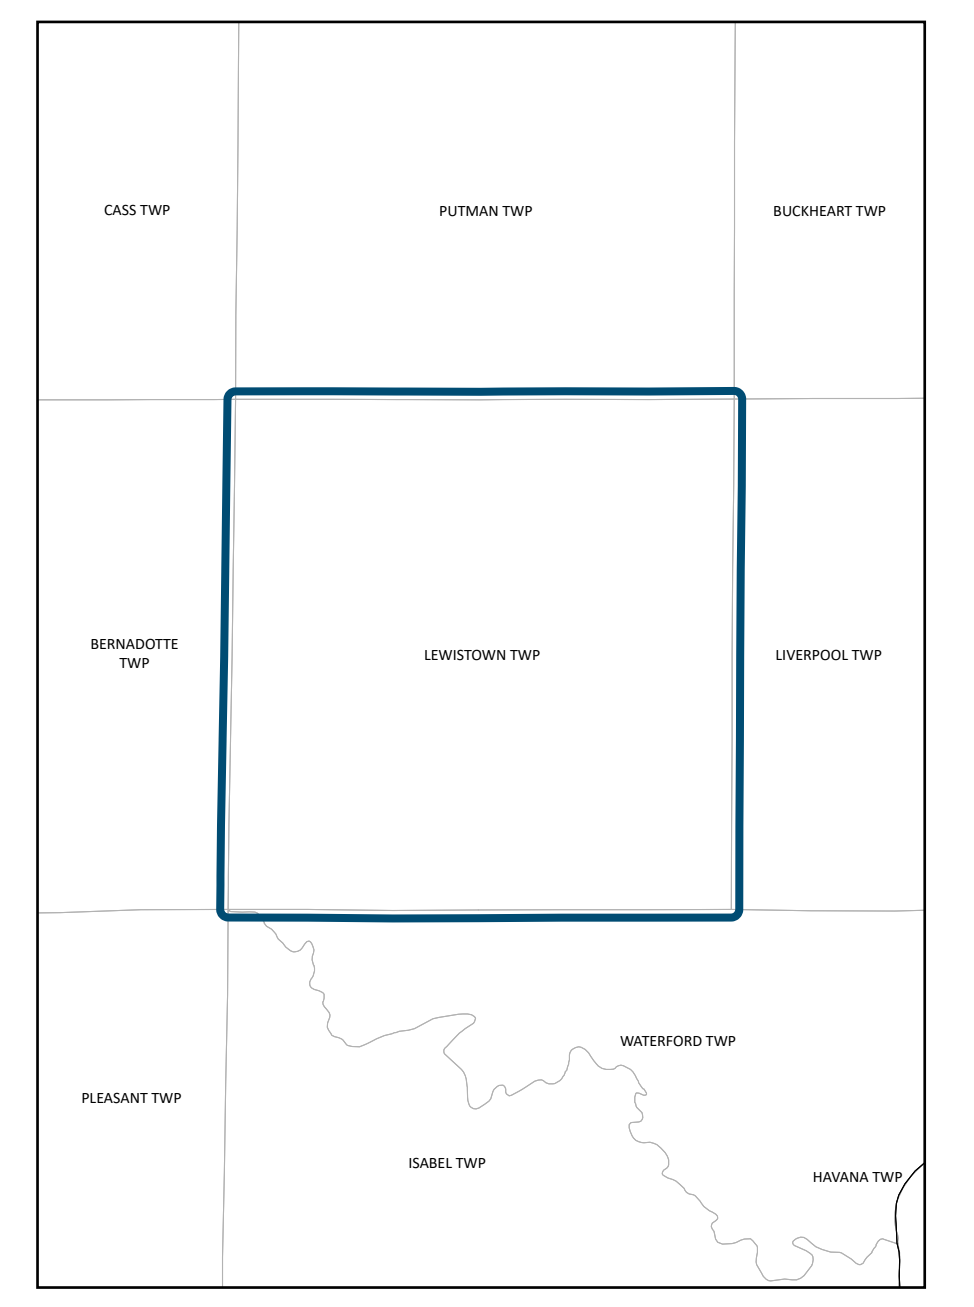 CASS TWP
PUTMAN TWP
BUCKHEART TWP
BERNADOTTE
TWP
LEWISTOWN TWP
LIVERPOOL TWP
WATERFORD TWP
PLEASANT TWP
ISABEL TWP
HAVANA TWP